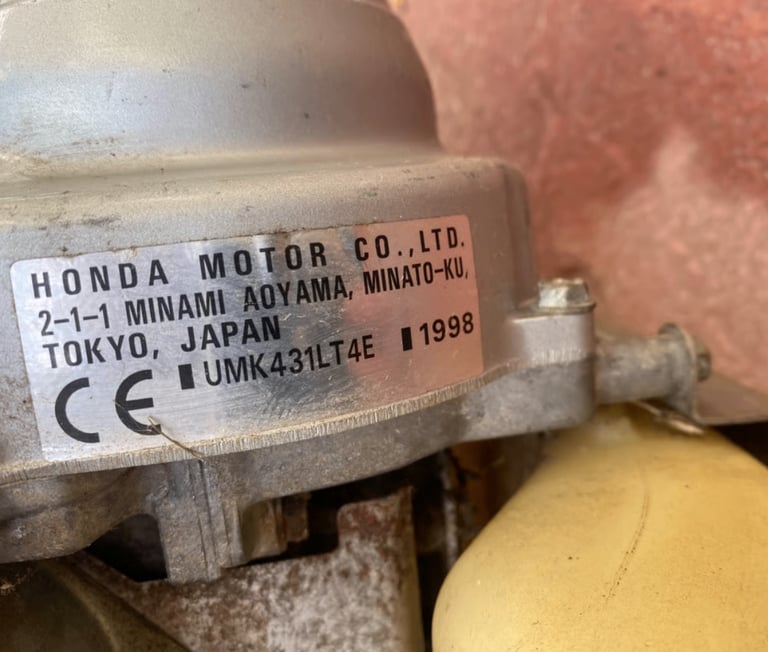 HONDA MOTOR CO.,LTD.
2-1-1 MINAMI AOYAMA, MINATO-KU,
TOKYO, JAPAN
CE ▮UMK431LT4E ▮1998